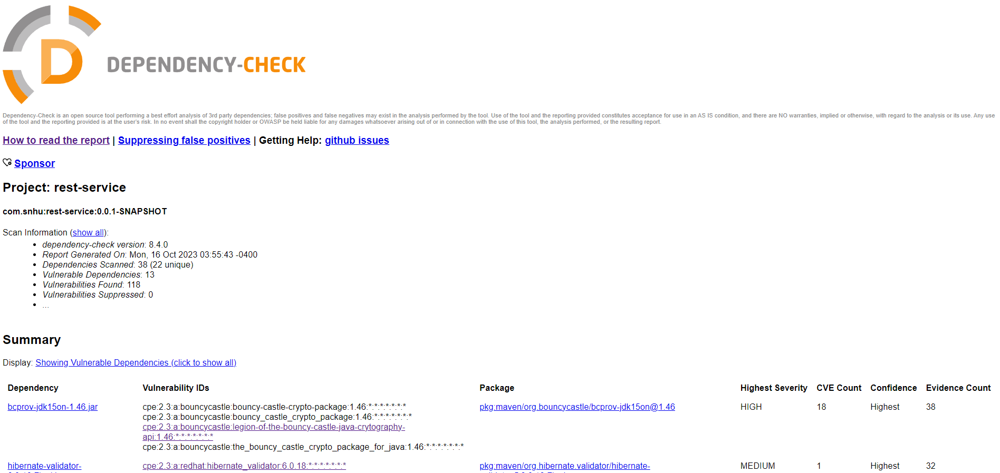 DEPENDENCY-CHECK
Dependency-Check is an open source tool performing a best effort analysis of 3rd party dependencies; false positives and false negatives may exist in the analysis performed by the tool. Use of the tool and the reporting provided constitutes acceptance for use in an AS IS condition, and there are NO warranties, implied or otherwise, with regard to the analysis or its use. Any use
of the tool and the reporting provided is at the user's risk. In no event shall the copyright holder or OWASP be held liable for any damages whatsoever arising out of or in connection with the use of this tool, the analysis performed, or the resulting report.
How to read the report | Suppressing false positives | Getting Help: github issues
Sponsor
Project: rest-service
com.snhu:rest-service:0.0.1-SNAPSHOT
Scan Information (show all):
• dependency-check version: 8.4.0
• Report Generated On: Mon, 16 Oct 2023 03:55:43 -0400
• Dependencies Scanned: 38 (22 unique)
• Vulnerable Dependencies: 13
• Vulnerabilities Found: 118
• Vulnerabilities Suppressed: 0
• ...
Summary
Display: Showing Vulnerable Dependencies (click to show all)
Dependency Vulnerability IDs Package Highest Severity CVE Count Confidence Evidence Count
bcprov-jdk15on-1.46.jar cpe:2.3:a:bouncycastle:bouncy-castle-crypto-package:1.46:*:*:*:*:*:*:* pkg:maven/org.bouncycastle/bcprov-jdk15on@1.46 HIGH 18 Highest 38
cpe:2.3:a:bouncycastle:bouncy_castle_crypto_package:1.46:*:*:*:*:*:*:*
cpe:2.3:a:bouncycastle:legion-of-the-bouncy-castle-java-crytography-
api:1.46:*:*:*:*:*:*:*
cpe:2.3:a:bouncycastle:the_bouncy_castle_crypto_package_for_java:1.46:*:*:*:*:*:*:*
hibernate-validator- cpe:2.3:a:redhat:hibernate_validator:6.0.18:*:*:*:*:*:*:* pkg:maven/org.hibernate.validator/hibernate- MEDIUM 1 Highest 32